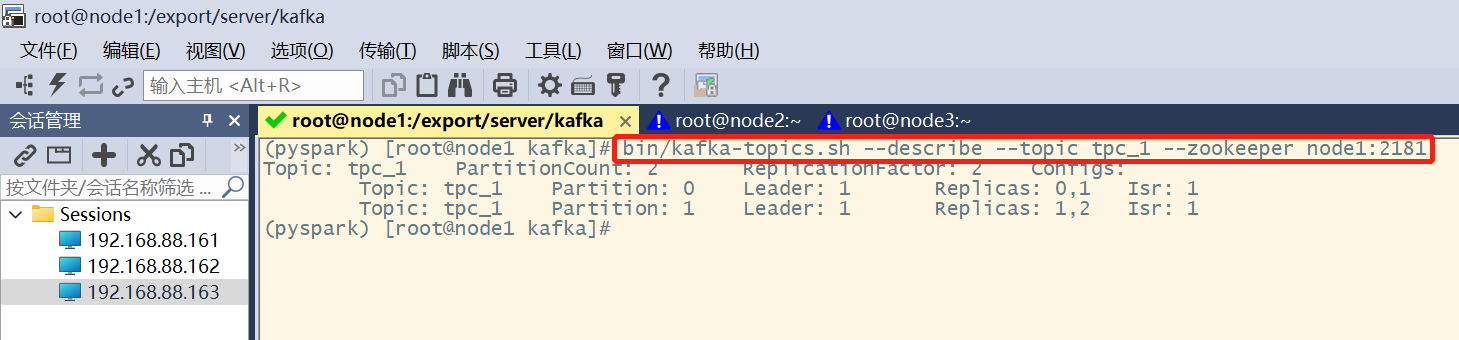 root@node1:/export/server/kafka
文件(F) 编辑(E) 视图(V) 选项(O) 传输(T) 脚本(S) 工具(L) 窗口(W) 帮助(H)
输入主机 <Alt+R>
会话管理
root@node1:/export/server/kafka root@node2:~ root@node3:~
按文件夹/会话名称筛选 ...
Sessions
192.168.88.161
192.168.88.162
192.168.88.163
(pyspark) [root@node1 kafka]# bin/kafka-topics.sh --describe --topic tpc_1 --zookeeper node1:2181
Topic: tpc_1 PartitionCount: 2 ReplicationFactor: 2 Configs:
Topic: tpc_1 Partition: 0 Leader: 1 Replicas: 0,1 Isr: 1
Topic: tpc_1 Partition: 1 Leader: 1 Replicas: 1,2 Isr: 1
(pyspark) [root@node1 kafka]#